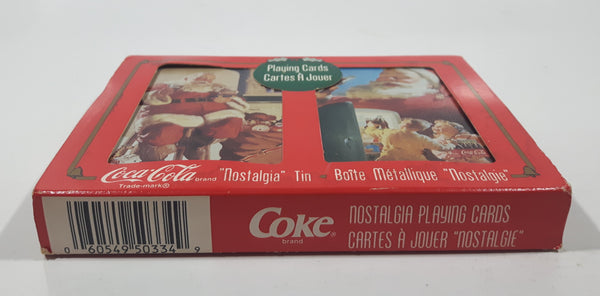 Playing Cards
Cartes À Jouer
Coca-Cola brand "Nostalgia" Tin Boîte Métallique "Nostalgie"
Trade-mark®
Coke® brand
NOSTALGIA PLAYING CARDS
CARTES À JOUER "NOSTALGIE"
0 60549 50334 9